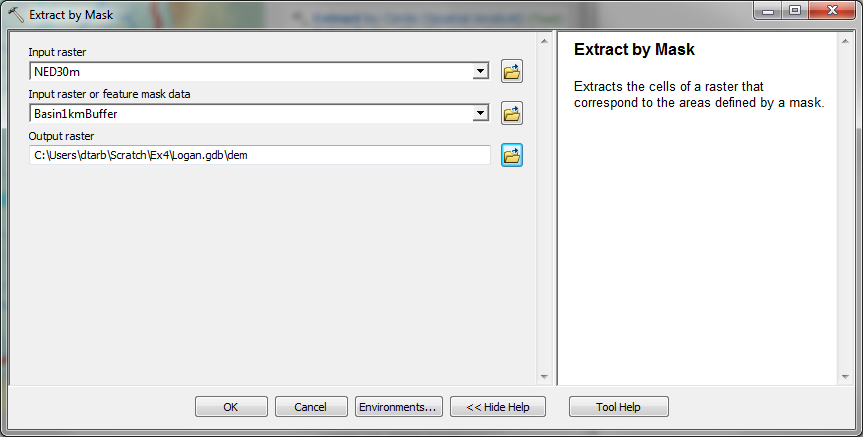 Extract by Mask
Input raster
NED30m
Input raster or feature mask data
Basin1kmBuffer
Output raster
C:\Users\dtarb\Scratch\Ex4\Logan.gdb\dem
Extract by Mask
Extracts the cells of a raster that
correspond to the areas defined by a mask.
OK
Cancel
Environments...
<< Hide Help
Tool Help